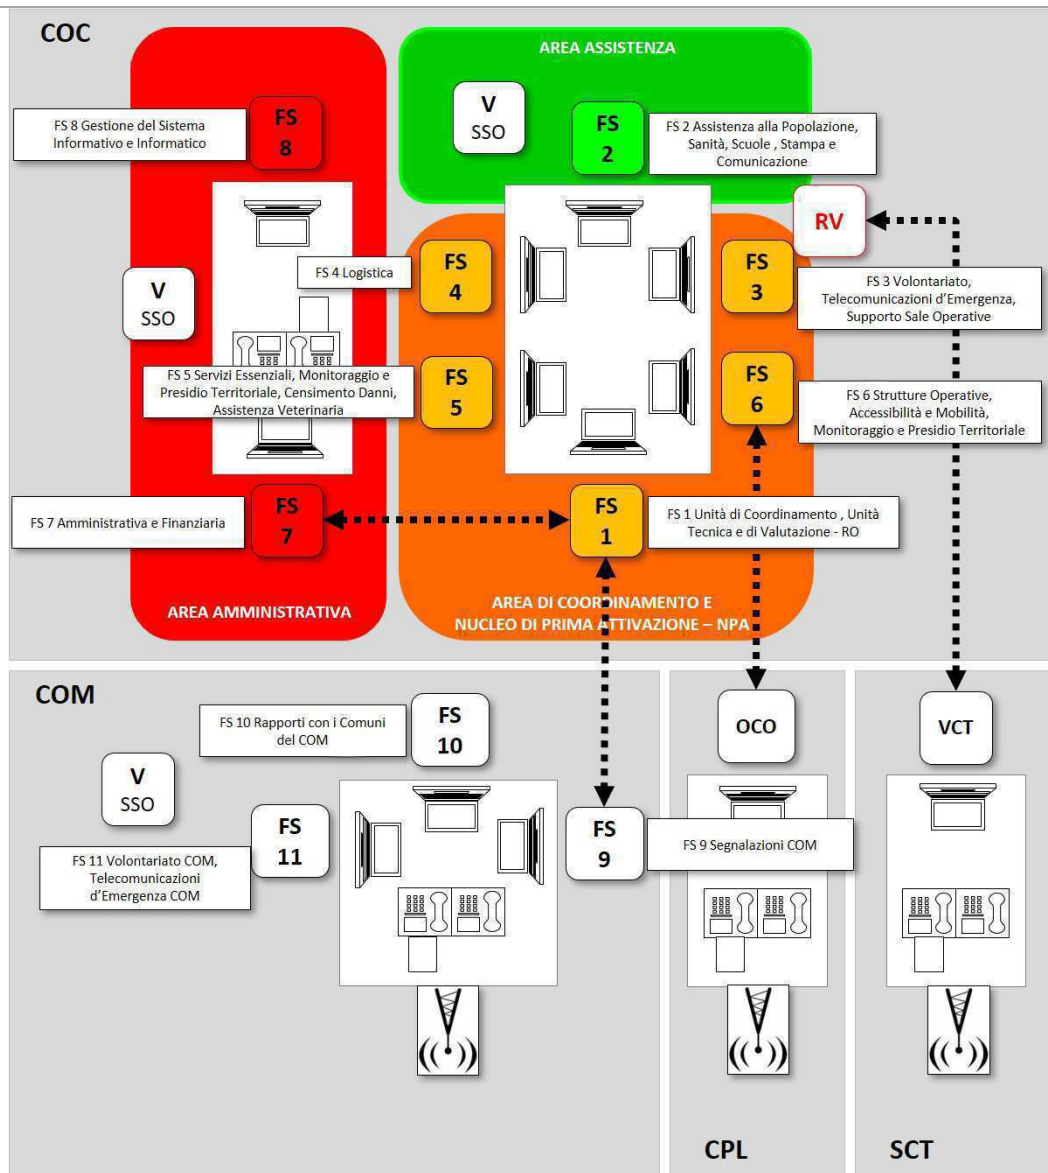 COC
AREA ASSISTENZA
V
SSO
FS
8
FS 8 Gestione del Sistema
Informativo e Informatico
FS
2
FS 2 Assistenza alla Popolazione,
Sanità, Scuole , Stampa e
Comunicazione
RV
FS 4 Logistica
FS
4
FS
3
FS 3 Volontariato,
Telecomunicazioni d'Emergenza,
Supporto Sale Operative
V
SSO
FS 5 Servizi Essenziali, Monitoraggio e
Presidio Territoriale, Censimento Danni,
Assistenza Veterinaria
FS
5
FS
6
FS 6 Strutture Operative,
Accessibilità e Mobilità,
Monitoraggio e Presidio Territoriale
FS 7 Amministrativa e Finanziaria
FS
7
FS
1
FS 1 Unità di Coordinamento , Unità
Tecnica e di Valutazione - RO
AREA AMMINISTRATIVA
AREA DI COORDINAMENTO E
NUCLEO DI PRIMA ATTIVAZIONE – NPA
COM
FS 10 Rapporti con i Comuni
del COM
FS
10
OCO
VCT
V
SSO
FS
11
FS 11 Volontariato COM,
Telecomunicazioni
d'Emergenza COM
FS
9
FS 9 Segnalazioni COM
CPL
SCT